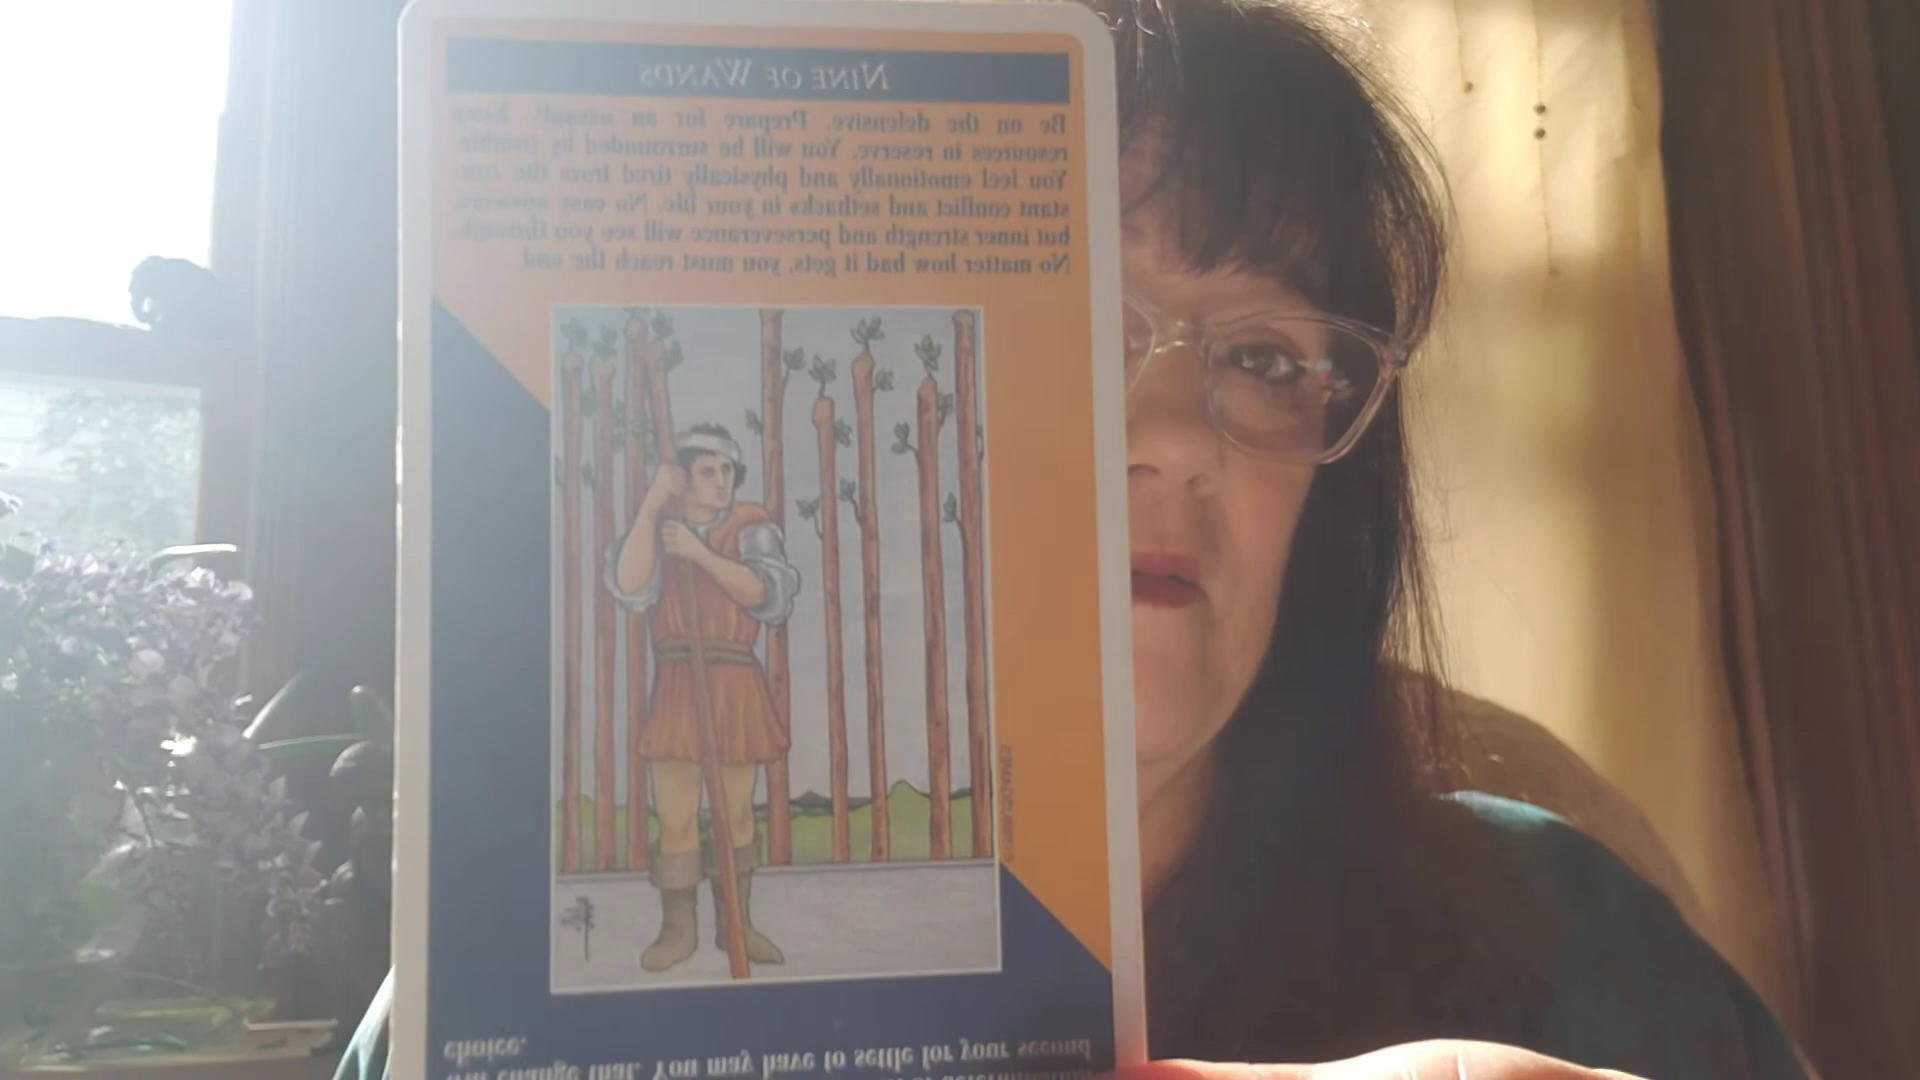 NINE OF WANDS
Be on the defensive. Prepare for an assault. Keep
resources in reserve. You will be surrounded by trouble.
You feel emotionally and physically tired from the con-
stant conflict and setbacks in your life. No easy answers,
but inner strength and perseverance will see you through.
No matter how bad it gets, you must reach the end.
change that. You may have to settle for your second
choice.